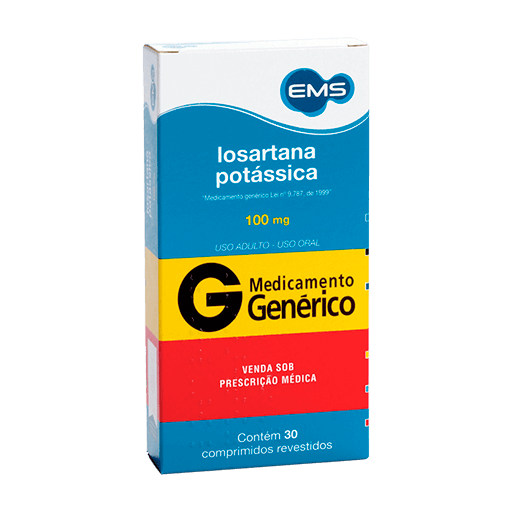 EMS
losartana
potássica
"Medicamento genérico Lei nº 9.787, de 1999"
100 mg
USO ADULTO - USO ORAL
G Medicamento
Genérico
VENDA SOB
PRESCRIÇÃO MÉDICA
Contém 30
comprimidos revestidos